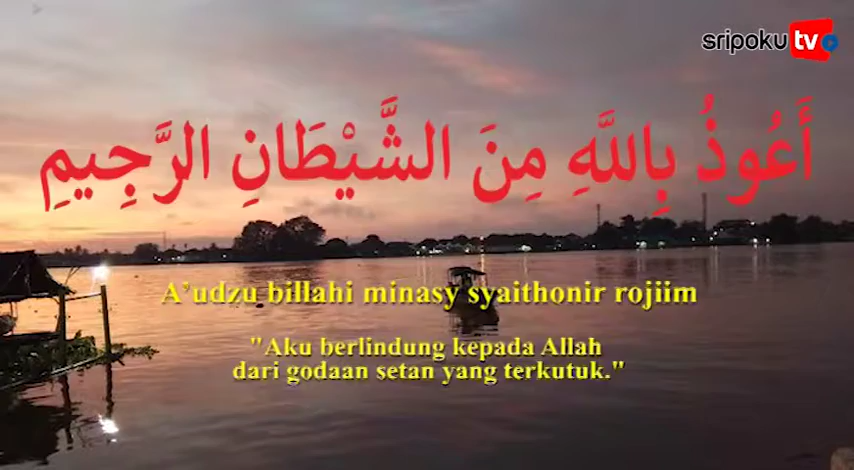 sripoku tv
أَعُوذُ بِاللَّهِ مِنَ الشَّيْطَانِ الرَّجِيمِ
A'udzu billahi minasy syaithonir rojiim
"Aku berlindung kepada Allah
dari godaan setan yang terkutuk."